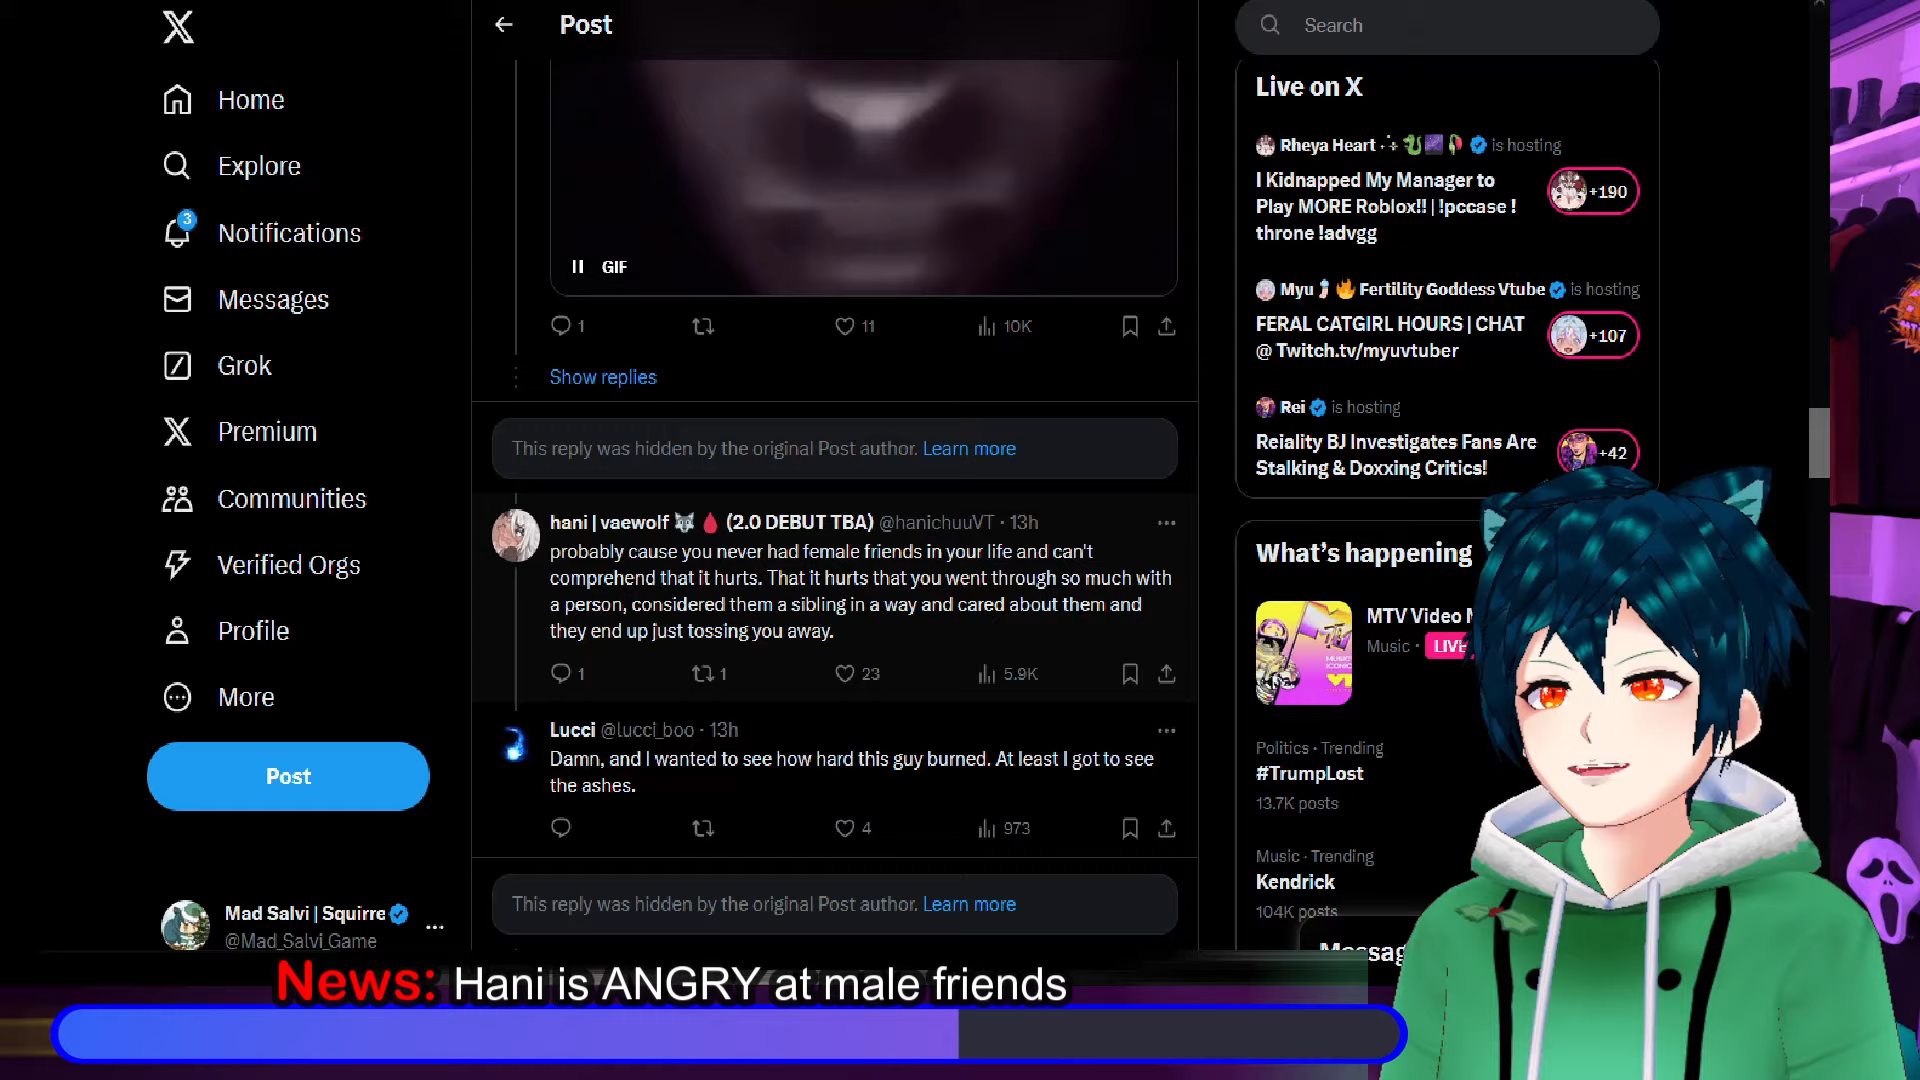 Home
Explore
3
Notifications
Messages
Grok
Premium
Communities
Verified Orgs
Profile
More
Post
Mad Salvi | Squirre
@Mad_Salvi_Game
Post
GIF
1
11
10K
Show replies
This reply was hidden by the original Post author. Learn more
hani | vaewolf 🐺🩸 (2.0 DEBUT TBA) @hanichuuVT · 13h
probably cause you never had female friends in your life and can't
comprehend that it hurts. That it hurts that you went through so much with
a person, considered them a sibling in a way and cared about them and
they end up just tossing you away.
1
1
23
5.9K
Lucci @lucci_boo · 13h
Damn, and I wanted to see how hard this guy burned. At least I got to see
the ashes.
4
973
This reply was hidden by the original Post author. Learn more
Search
Live on X
Rheya Heart is hosting
I Kidnapped My Manager to
Play MORE Roblox!! | !pccase !
throne !advgg
+190
Myu 🔥 Fertility Goddess Vtube is hosting
FERAL CATGIRL HOURS | CHAT
@ Twitch.tv/myuvtuber
+107
Rei is hosting
Reiality BJ Investigates Fans Are
Stalking & Doxxing Critics!
+42
What's happening
MTV Video
Music · LIVE
Politics · Trending
#TrumpLost
13.7K posts
Music · Trending
Kendrick
104K posts
Messag
News: Hani is ANGRY at male friends